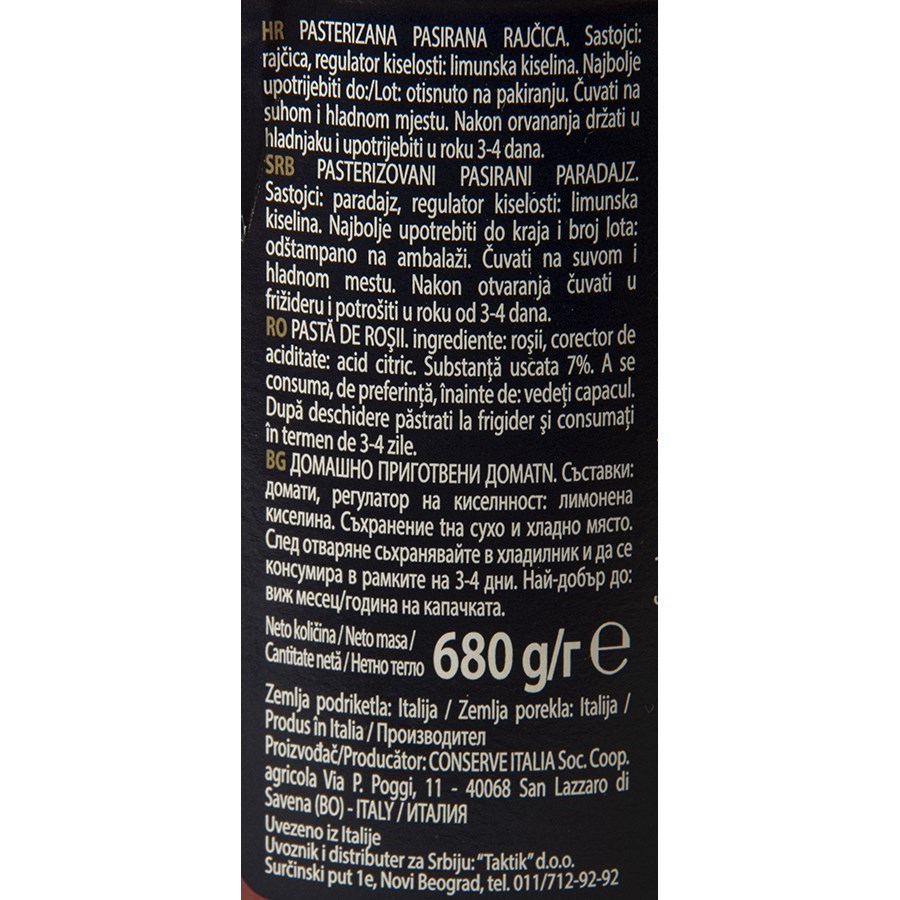 HR PASTERIZANA PASIRANA RAJČICA. Sastojci:
rajčica, regulator kiselosti: limunska kiselina. Najbolje
upotrijebiti do:/Lot: otisnuto na pakiranju. Čuvati na
suhom i hladnom mjestu. Nakon orvananja držati u
hladnjaku i upotrijebiti u roku 3-4 dana.
SRB PASTERIZOVANI PASIRANI PARADAJZ.
Sastojci: paradajz, regulator kiselosti: limunska
kiselina. Najbolje upotrebiti do kraja i broj lota:
odštampano na ambalaži. Čuvati na suvom i
hladnom mestu. Nakon otvaranja čuvati u
frižideru i potrošiti u roku od 3-4 dana.
RO PASTĂ DE ROŞII. ingrediente: roşii, corector de
aciditate: acid citric. Substanță uscata 7%. A se
consuma, de preferință, înainte de: vedeți capacul.
După deschidere păstrati la frigider şi consumați
în termen de 3-4 zile.
BG ДОМАШНО ПРИГОТВЕНИ ДОМАТN. Съставки:
домати, регулатор на киселнност: лимонена
киселина. Съхранение tна сухо и хладно място.
След отваряне съхранявайте в хладилник и да се
консумира в рамките на 3-4 дни. Най-добър до:
виж месец/година на капачката.
Neto količina / Neto masa /
Cantitate netă / Нетно тегло 680 g/г ℮
Zemlja podriketla: Italija / Zemlja porekla: Italija /
Produs în Italia / Производител
Proizvođač/Producător: CONSERVE ITALIA Soc. Coop.
agricola Via P. Poggi, 11 - 40068 San Lazzaro di
Savena (BO) - ITALY / ИТАЛИЯ
Uvezeno iz Italije
Uvoznik i distributer za Srbiju: "Taktik" d.o.o.
Surčinski put 1e, Novi Beograd, tel. 011/712-92-92